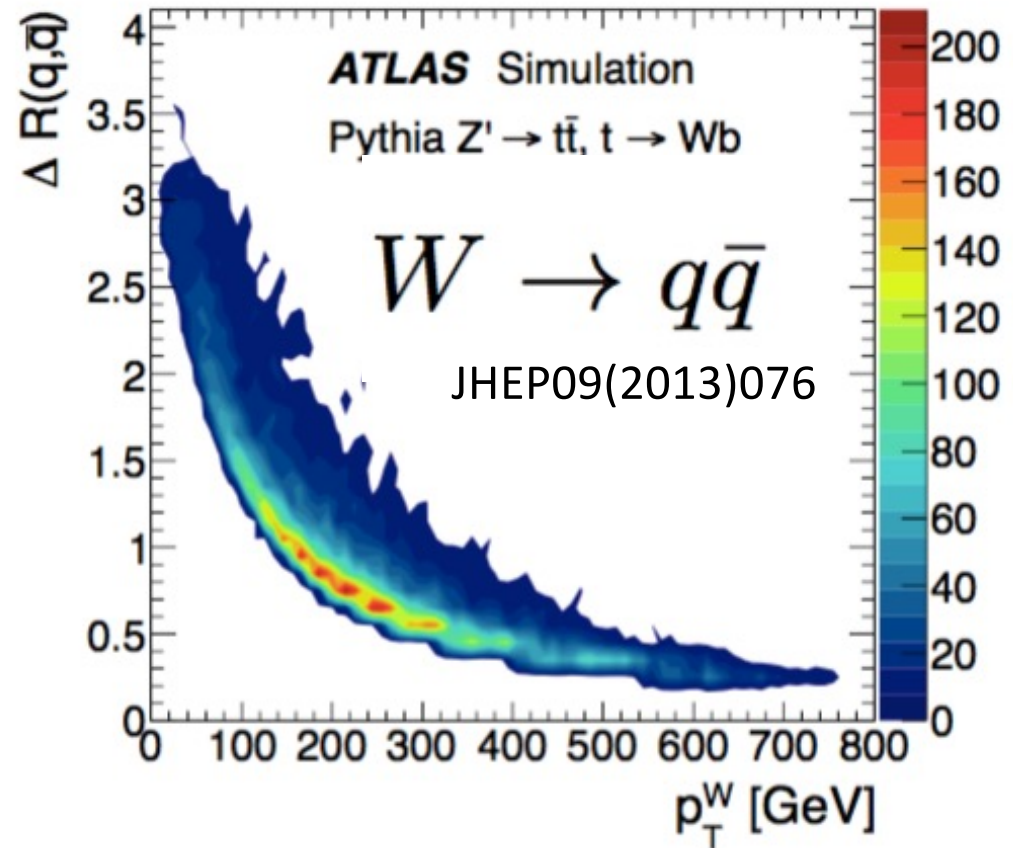 Δ R(q,q̄)
4
3.5
3
2.5
2
1.5
1
0.5
0
ATLAS Simulation
Pythia Z' → tt̄, t → Wb
W → qq̄
JHEP09(2013)076
0 100 200 300 400 500 600 700 800
p_T^W [GeV]
200
180
160
140
120
100
80
60
40
20
0